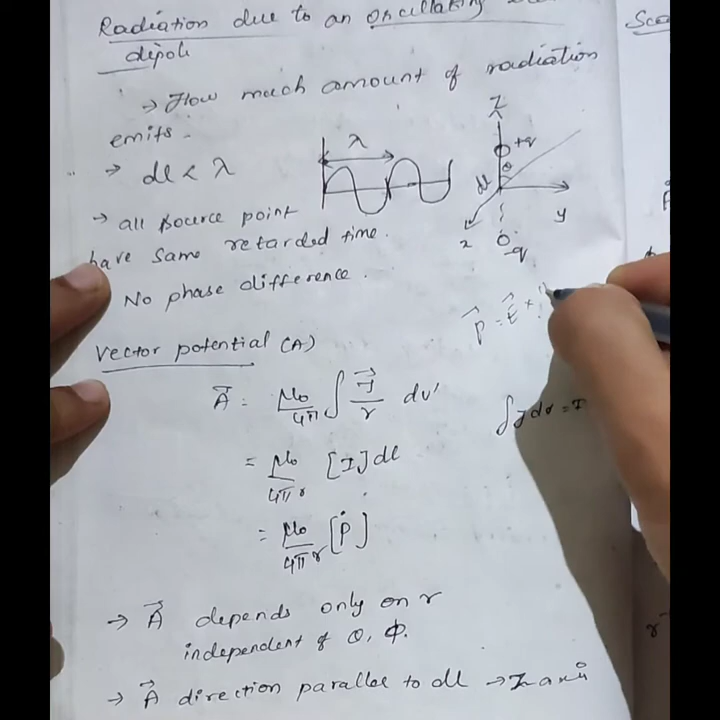 Radiation due to an oscillating
dipole
→ How much amount of radiation
emits.
→ dl < λ
λ
Z
+q
θ
dl
y
x
-q
→ all source point
have same retarded time.
No phase difference.
P⃗ = E⃗ ×
Vector potential (A)
A⃗ = μ₀/4π ∫ J⃗/r dv'
∫J dv = I
= μ₀/4πr [I] dl
= μ₀/4πr [Ṗ]
→ A⃗ depends only on r
independent of θ, φ.
→ A⃗ direction parallel to dl → Z axis